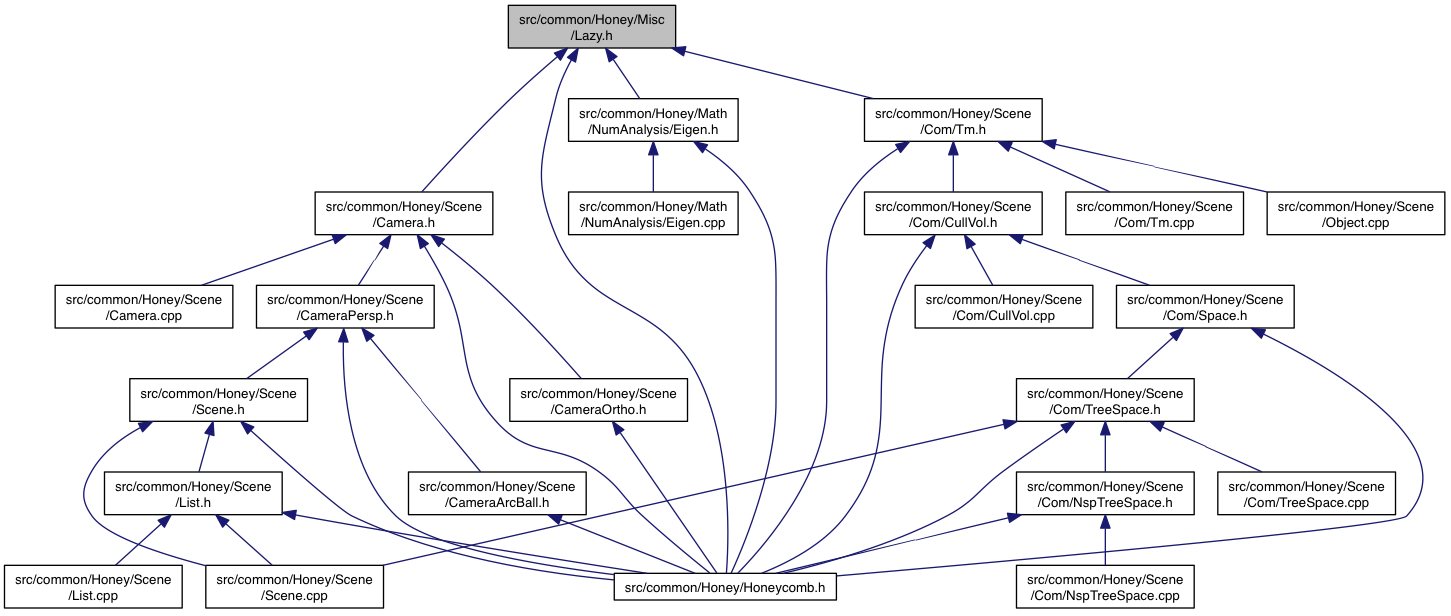 src/common/Honey/Misc
/Lazy.h
src/common/Honey/Math
/NumAnalysis/Eigen.h
src/common/Honey/Scene
/Com/Tm.h
src/common/Honey/Scene
/Camera.h
src/common/Honey/Math
/NumAnalysis/Eigen.cpp
src/common/Honey/Scene
/Com/CullVol.h
src/common/Honey/Scene
/Com/Tm.cpp
src/common/Honey/Scene
/Object.cpp
src/common/Honey/Scene
/Camera.cpp
src/common/Honey/Scene
/CameraPersp.h
src/common/Honey/Scene
/Com/CullVol.cpp
src/common/Honey/Scene
/Com/Space.h
src/common/Honey/Scene
/Scene.h
src/common/Honey/Scene
/CameraOrtho.h
src/common/Honey/Scene
/Com/TreeSpace.h
src/common/Honey/Scene
/List.h
src/common/Honey/Scene
/CameraArcBall.h
src/common/Honey/Scene
/Com/NspTreeSpace.h
src/common/Honey/Scene
/Com/TreeSpace.cpp
src/common/Honey/Scene
/List.cpp
src/common/Honey/Scene
/Scene.cpp
src/common/Honey/Honeycomb.h
src/common/Honey/Scene
/Com/NspTreeSpace.cpp